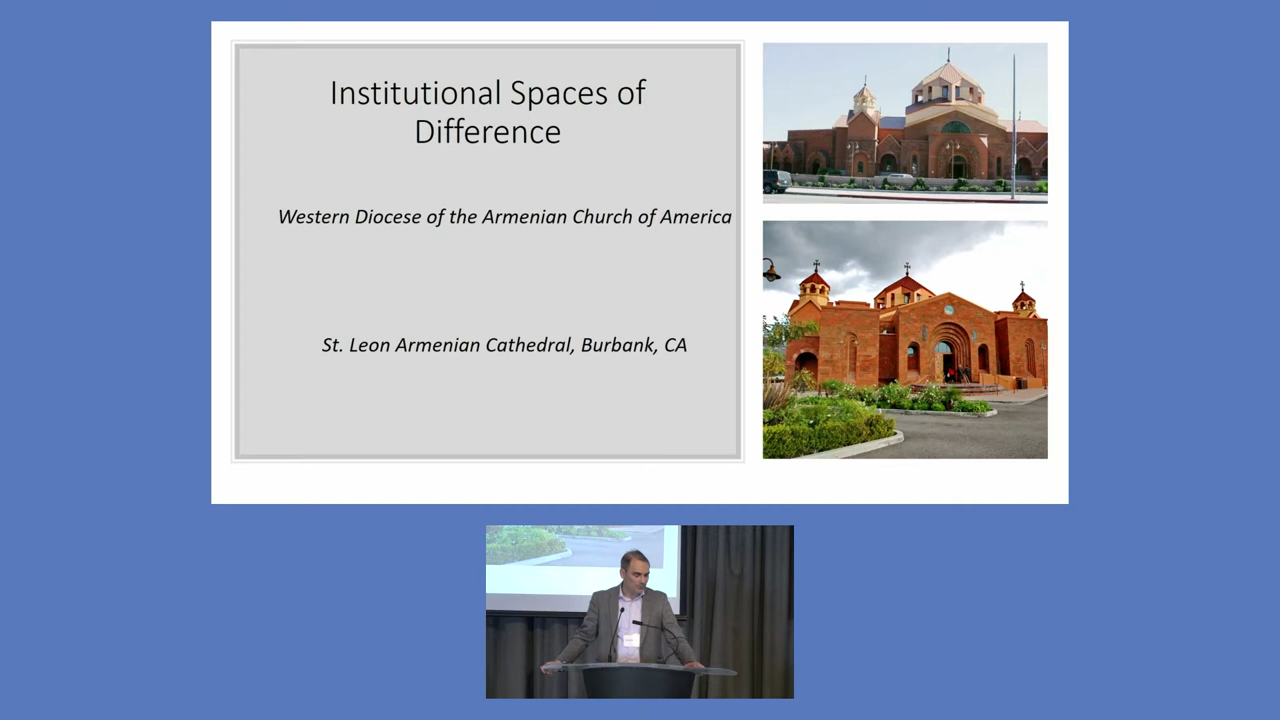 Institutional Spaces of
Difference
Western Diocese of the Armenian Church of America
St. Leon Armenian Cathedral, Burbank, CA